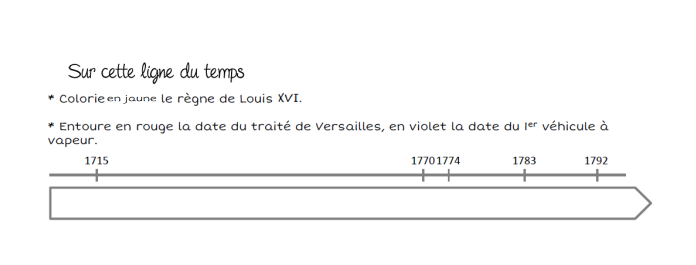 Sur cette ligne du temps
* Colorie en jaune le règne de Louis XVI.
* Entoure en rouge la date du traité de Versailles, en violet la date du 1er véhicule à
vapeur.
1715 1770 1774 1783 1792